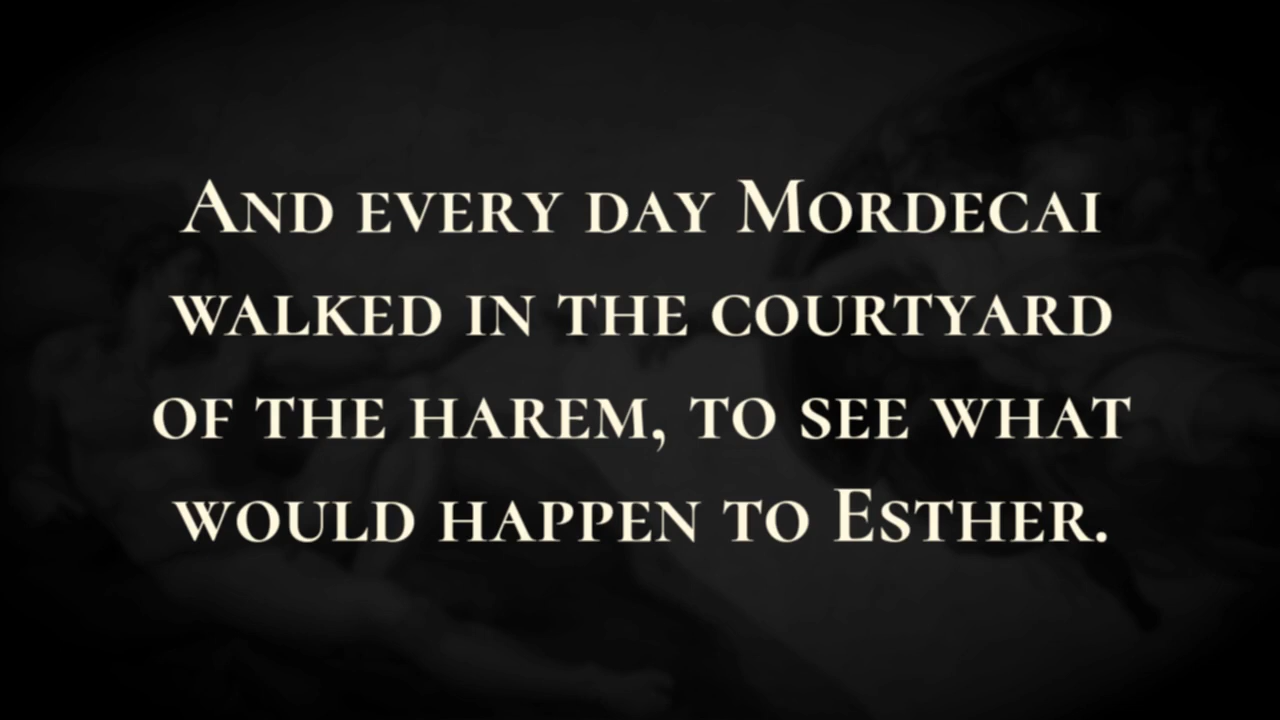 And every day Mordecai
walked in the courtyard
of the harem, to see what
would happen to Esther.